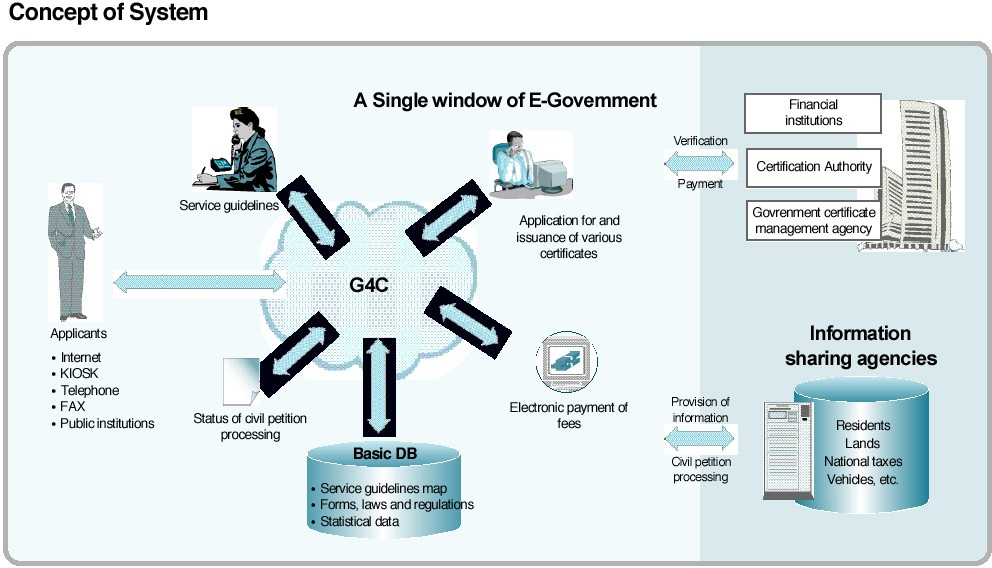 Concept of System
A Single window of E-Government
Service guidelines
Application for and
issuance of various
certificates
G4C
Applicants
• Internet
• KIOSK
• Telephone
• FAX
• Public institutions
Status of civil petition
processing
Electronic payment of
fees
Basic DB
• Service guidelines map
• Forms, laws and regulations
• Statistical data
Verification
Payment
Financial
institutions
Certification Authority
Govrenment certificate
management agency
Information
sharing agencies
Provision of
information
Civil petition
processing
Residents
Lands
National taxes
Vehicles, etc.